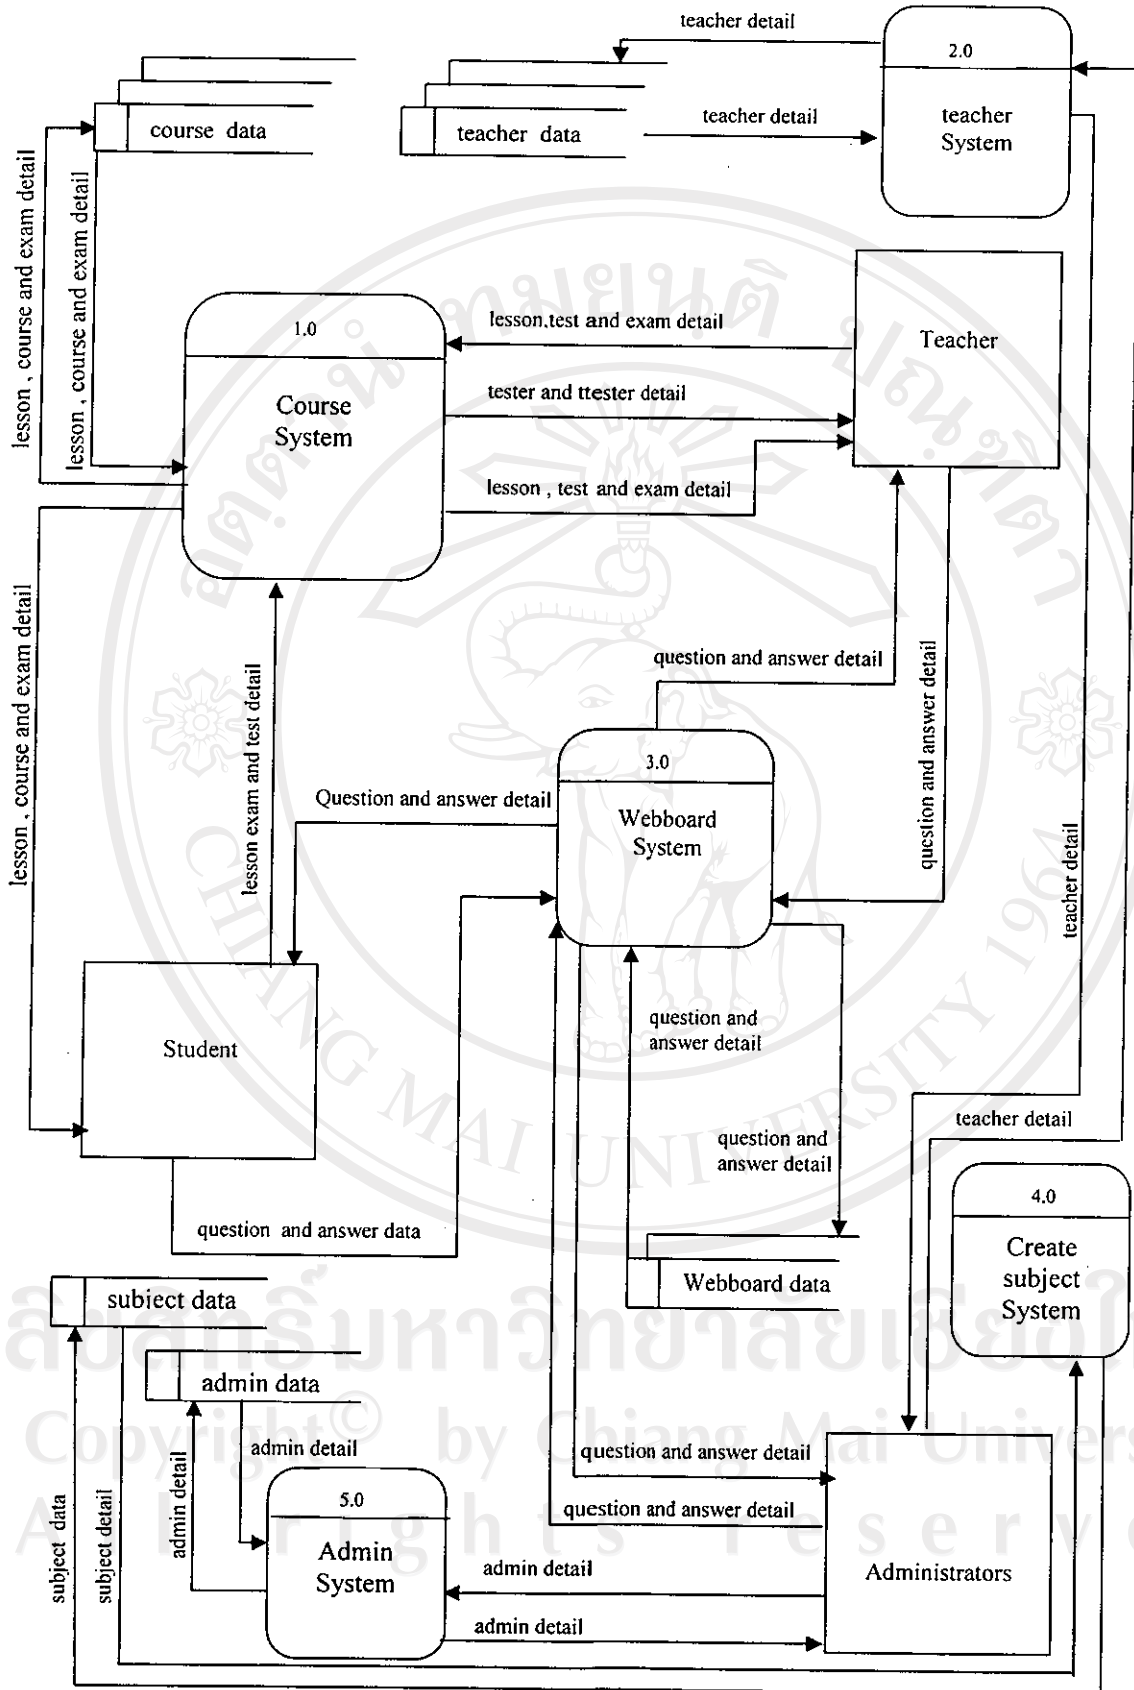 teacher detail
2.0
teacher
System
course data
teacher data
teacher detail
lesson , course and exam detail
lesson , course and exam detail
1.0
Course
System
lesson,test and exam detail
Teacher
tester and ttester detail
lesson , test and exam detail
lesson , course and exam detail
lesson exam and test detail
question and answer detail
question and answer detail
teacher detail
3.0
Webboard
System
Question and answer detail
Student
question and
answer detail
question and
answer detail
teacher detail
4.0
Create
subject
System
question and answer data
Webboard data
subject data
admin data
admin detail
admin detail
subject data
subject detail
5.0
Admin
System
question and answer detail
question and answer detail
admin detail
admin detail
Administrators
CHIANG MAI UNIVERSITY 1964
Copyright© by Chiang Mai Univers
A l l r i g h t s r e s e r v